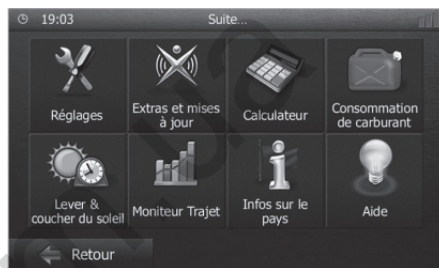 19:03
Suite...
Réglages
Extras et mises
à jour
Calculateur
Consommation
de carburant
Lever &
coucher du soleil
Moniteur Trajet
Infos sur le
pays
Aide
Retour